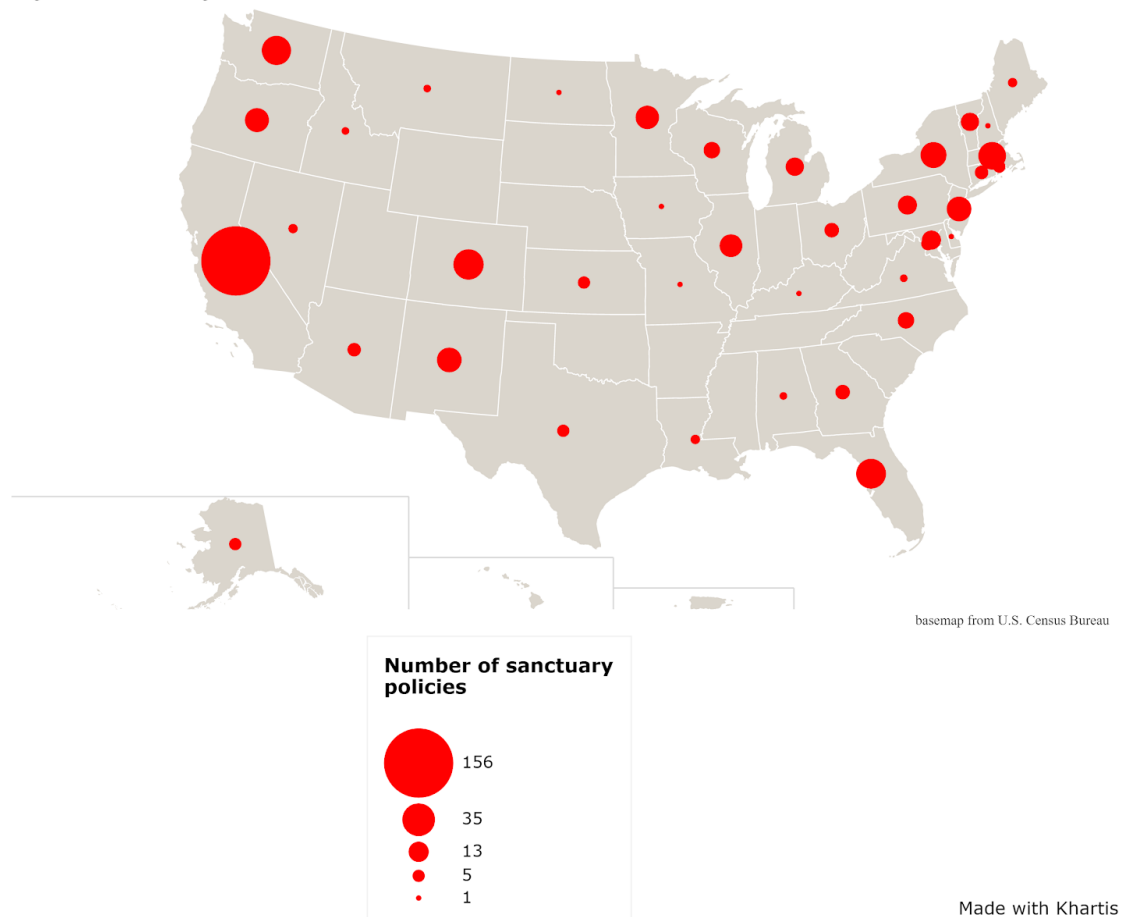 basemap from U.S. Census Bureau
Number of sanctuary
policies
156
35
13
5
1
Made with Khartis